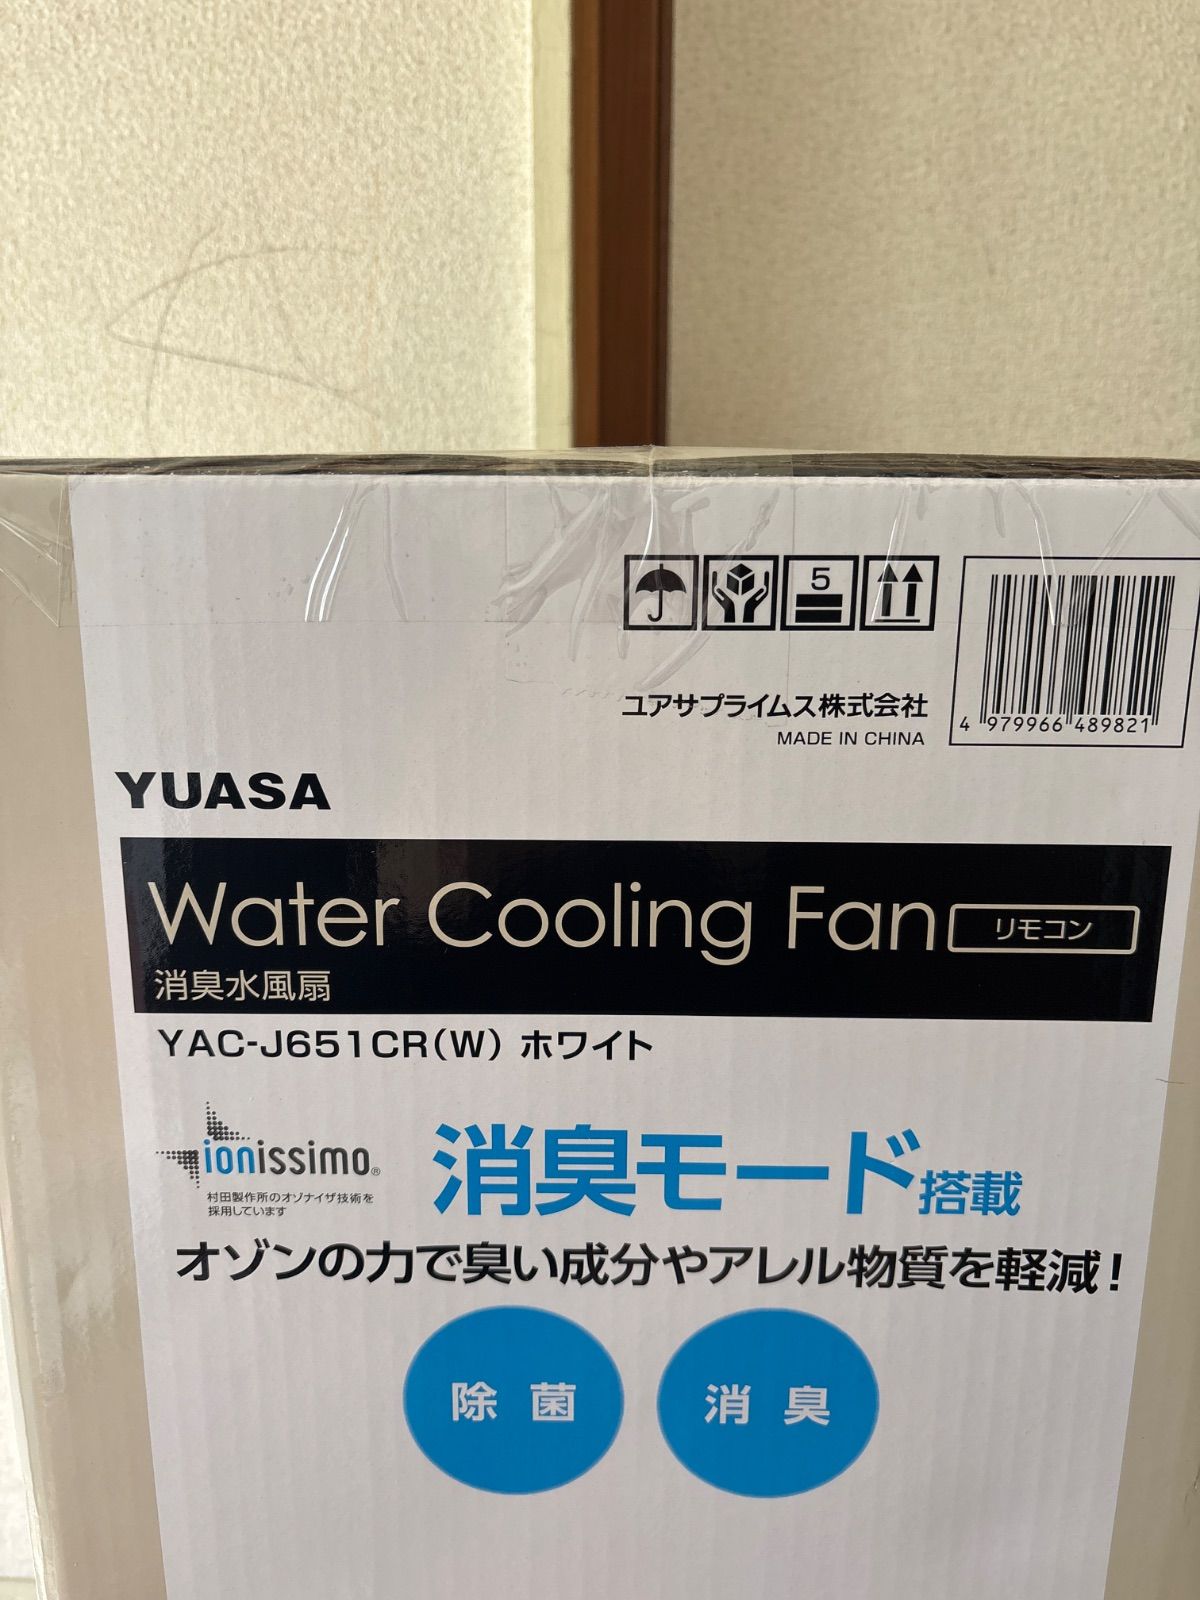 5
ユアサプライムス株式会社
MADE IN CHINA
4 979966 489821
YUASA
Water Cooling Fan リモコン
消臭水風扇
YAC-J651CR(W) ホワイト
ionissimo®
村田製作所のオゾナイザ技術を
採用しています
消臭モード搭載
オゾンの力で臭い成分やアレル物質を軽減!
除菌
消臭